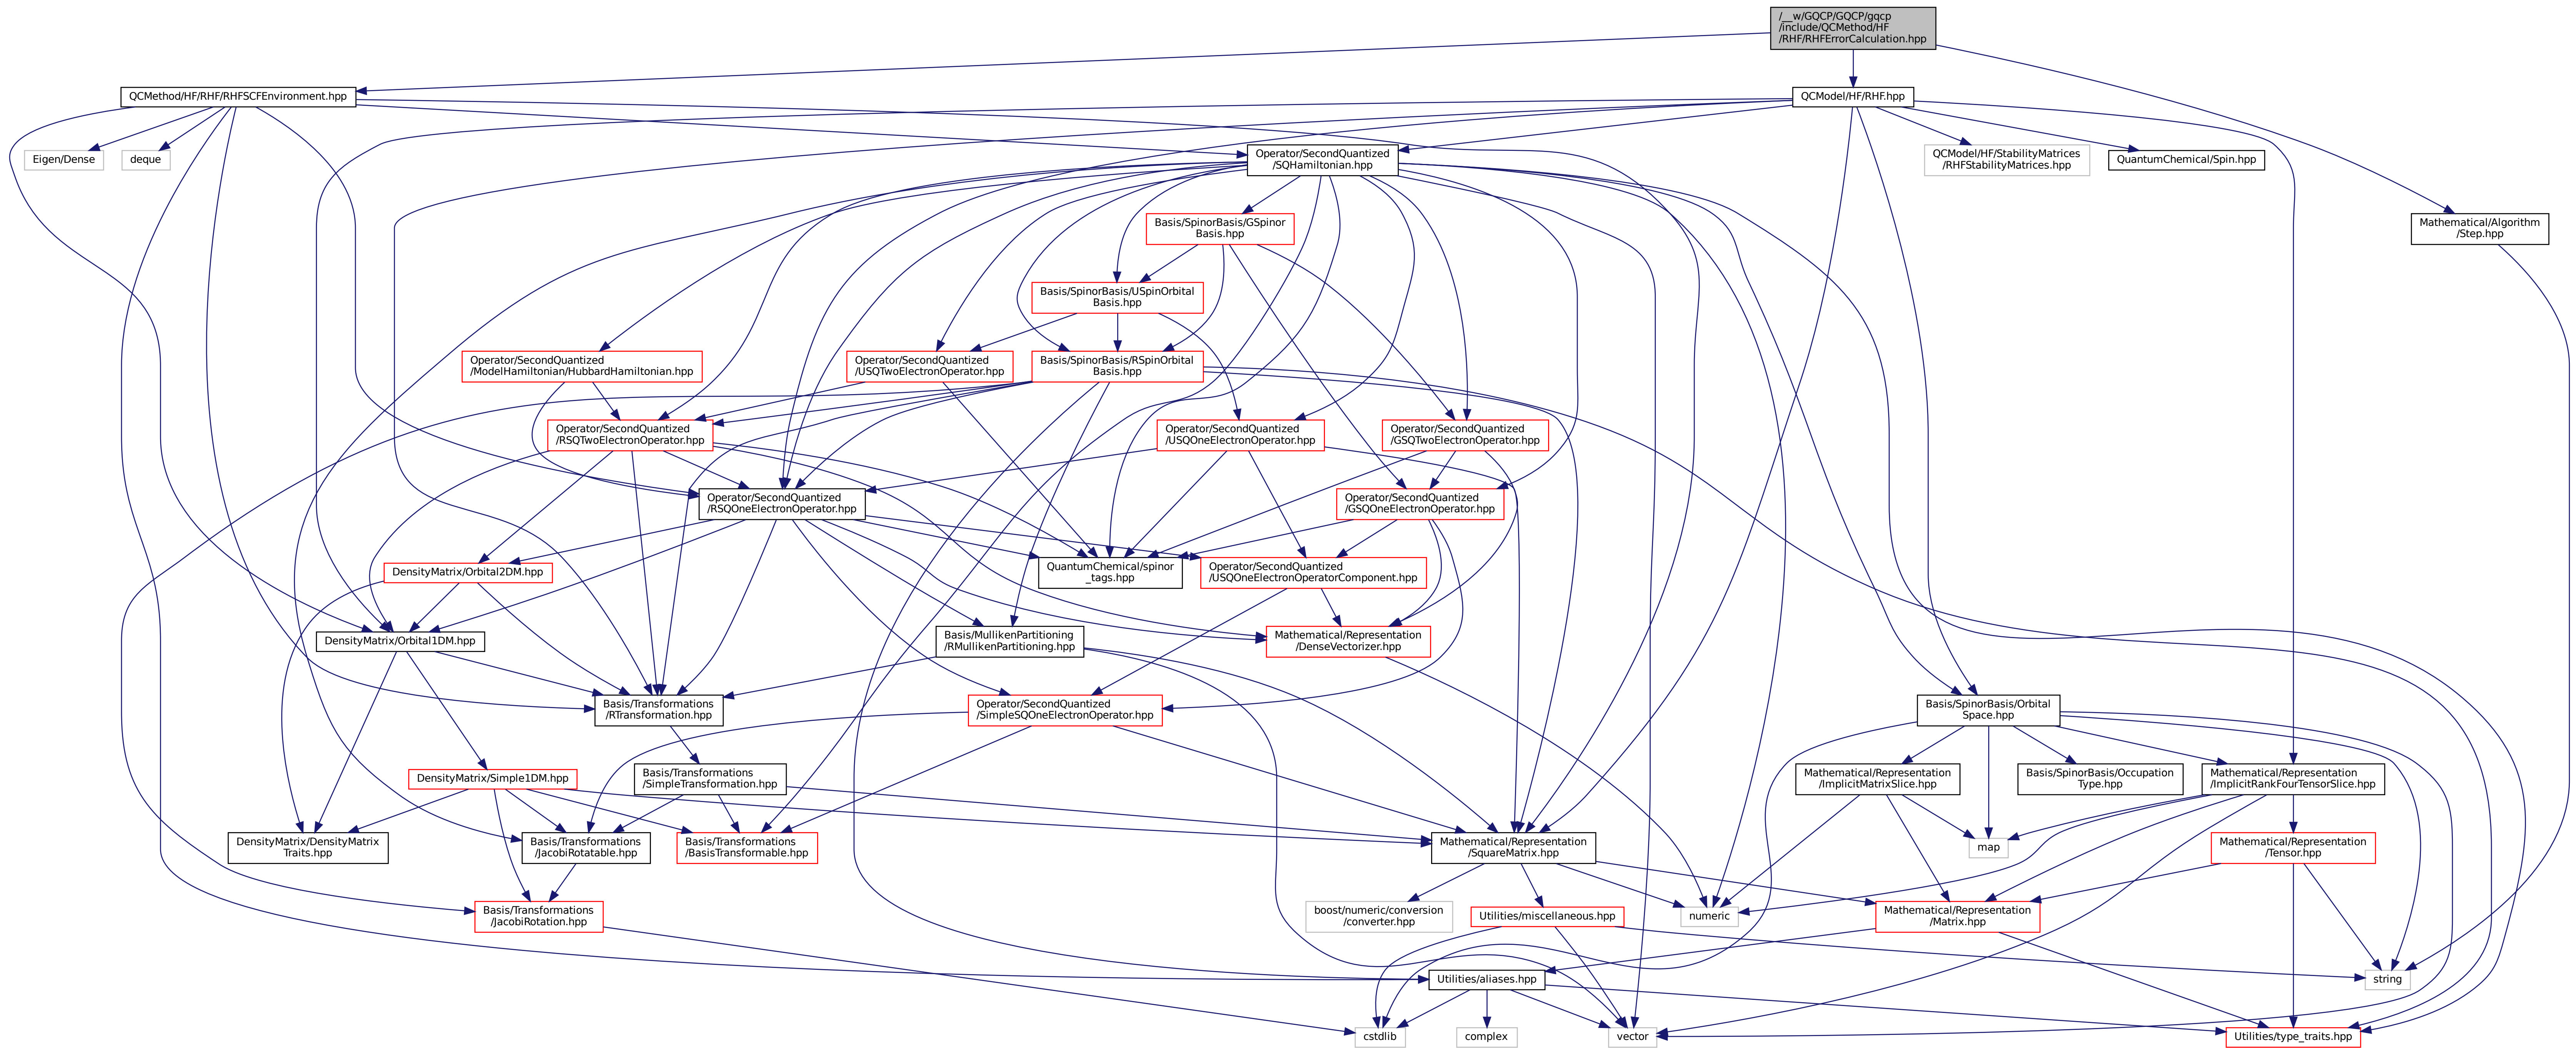 /__w/GQCP/GQCP/gqcp
/include/QCMethod/HF
/RHF/RHFErrorCalculation.hpp
QCMethod/HF/RHF/RHFSCFEnvironment.hpp
QCModel/HF/RHF.hpp
Eigen/Dense
deque
Operator/SecondQuantized
/SQHamiltonian.hpp
QCModel/HF/StabilityMatrices
/RHFStabilityMatrices.hpp
QuantumChemical/Spin.hpp
Basis/SpinorBasis/GSpinor
Basis.hpp
Mathematical/Algorithm
/Step.hpp
Basis/SpinorBasis/USpinOrbital
Basis.hpp
Operator/SecondQuantized
/ModelHamiltonian/HubbardHamiltonian.hpp
Operator/SecondQuantized
/USQTwoElectronOperator.hpp
Basis/SpinorBasis/RSpinOrbital
Basis.hpp
Operator/SecondQuantized
/RSQTwoElectronOperator.hpp
Operator/SecondQuantized
/USQOneElectronOperator.hpp
Operator/SecondQuantized
/GSQTwoElectronOperator.hpp
Operator/SecondQuantized
/RSQOneElectronOperator.hpp
Operator/SecondQuantized
/GSQOneElectronOperator.hpp
DensityMatrix/Orbital2DM.hpp
QuantumChemical/spinor
_tags.hpp
Operator/SecondQuantized
/USQOneElectronOperatorComponent.hpp
DensityMatrix/Orbital1DM.hpp
Basis/MullikenPartitioning
/RMullikenPartitioning.hpp
Mathematical/Representation
/DenseVectorizer.hpp
Basis/Transformations
/RTransformation.hpp
Operator/SecondQuantized
/SimpleSQOneElectronOperator.hpp
Basis/SpinorBasis/Orbital
Space.hpp
DensityMatrix/Simple1DM.hpp
Basis/Transformations
/SimpleTransformation.hpp
Mathematical/Representation
/ImplicitMatrixSlice.hpp
Basis/SpinorBasis/Occupation
Type.hpp
Mathematical/Representation
/ImplicitRankFourTensorSlice.hpp
DensityMatrix/DensityMatrix
Traits.hpp
Basis/Transformations
/JacobiRotatable.hpp
Basis/Transformations
/BasisTransformable.hpp
Mathematical/Representation
/SquareMatrix.hpp
map
Mathematical/Representation
/Tensor.hpp
Basis/Transformations
/JacobiRotation.hpp
boost/numeric/conversion
/converter.hpp
Utilities/miscellaneous.hpp
numeric
Mathematical/Representation
/Matrix.hpp
Utilities/aliases.hpp
string
cstdlib
complex
vector
Utilities/type_traits.hpp